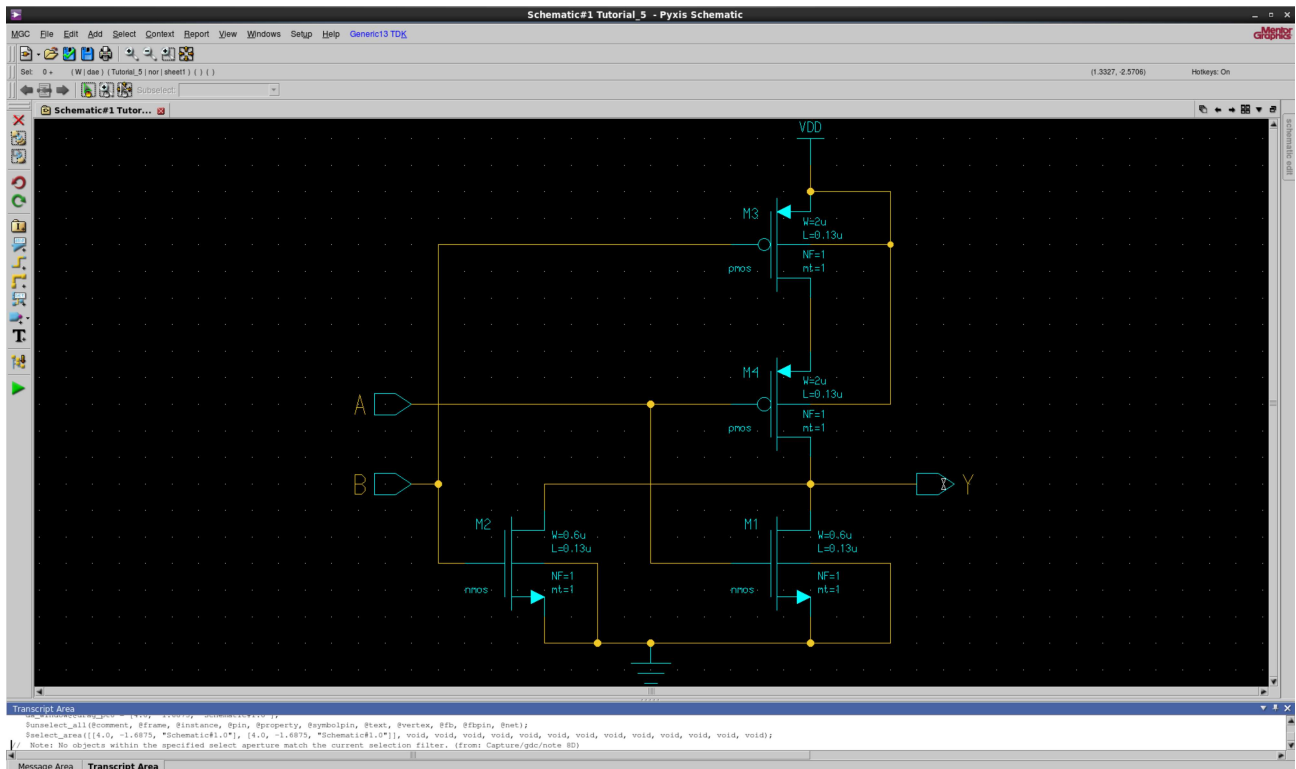 Schematic#1 Tutorial_5 - Pyxis Schematic
MGC File Edit Add Select Context Report View Windows Setup Help Generic13 TDK
Mentor Graphics
Sel: 0 + (W|dae) (Tutorial_5|nor|sheet1) ( ) ( ) (1.3327, -2.5706) Hotkeys: On
Subselect:
Schematic#1 Tutor...
schematic edit
VDD
M3
W=2u
L=0.13u
NF=1
pmos mt=1
M4
W=2u
L=0.13u
A
NF=1
pmos mt=1
B Y
M2 M1
W=0.6u W=0.6u
L=0.13u L=0.13u
NF=1 NF=1
nmos mt=1 nmos mt=1
T
Transcript Area
$unselect_all(@comment, @frame, @instance, @pin, @property, @symbolpin, @text, @vertex, @fb, @fbpin, @net);
$select_area([[4.0, -1.6875, "Schematic#1.0"], [4.0, -1.6875, "Schematic#1.0"]], void, void, void, void, void, void, void, void, void, void, void);
// Note: No objects within the specified select aperture match the current selection filter. (from: Capture/gdc/note 8D)
Message Area Transcript Area